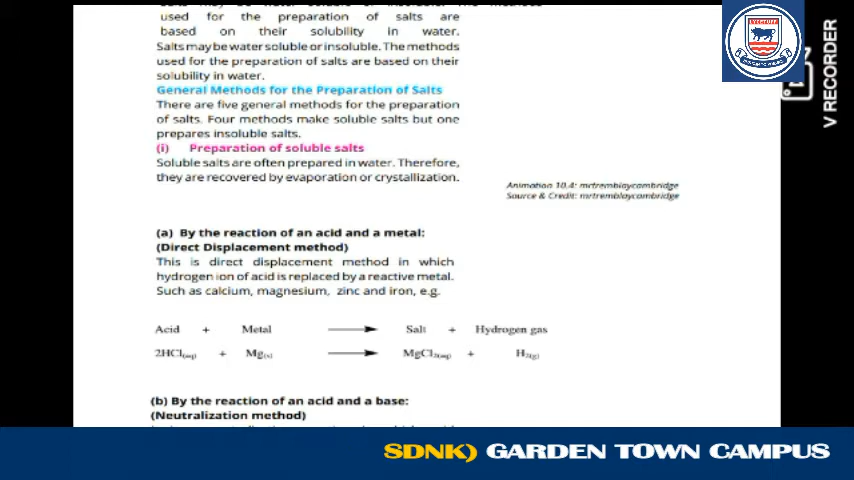 used for the preparation of salts are
based on their solubility in water.
Salts may be water soluble or insoluble. The methods
used for the preparation of salts are based on their
solubility in water.
General Methods for the Preparation of Salts
There are five general methods for the preparation
of salts. Four methods make soluble salts but one
prepares insoluble salts.
(i) Preparation of soluble salts
Soluble salts are often prepared in water. Therefore,
they are recovered by evaporation or crystallization.
Animation 10.4: mrtremblaycambridge
Source & Credit: mrtremblaycambridge
(a) By the reaction of an acid and a metal:
(Direct Displacement method)
This is direct displacement method in which
hydrogen ion of acid is replaced by a reactive metal.
Such as calcium, magnesium, zinc and iron, e.g.
Acid + Metal ⟶ Salt + Hydrogen gas
2HCl(aq) + Mg(s) ⟶ MgCl2(aq) + H2(g)
(b) By the reaction of an acid and a base:
(Neutralization method)
V RECORDER
SDNK) GARDEN TOWN CAMPUS